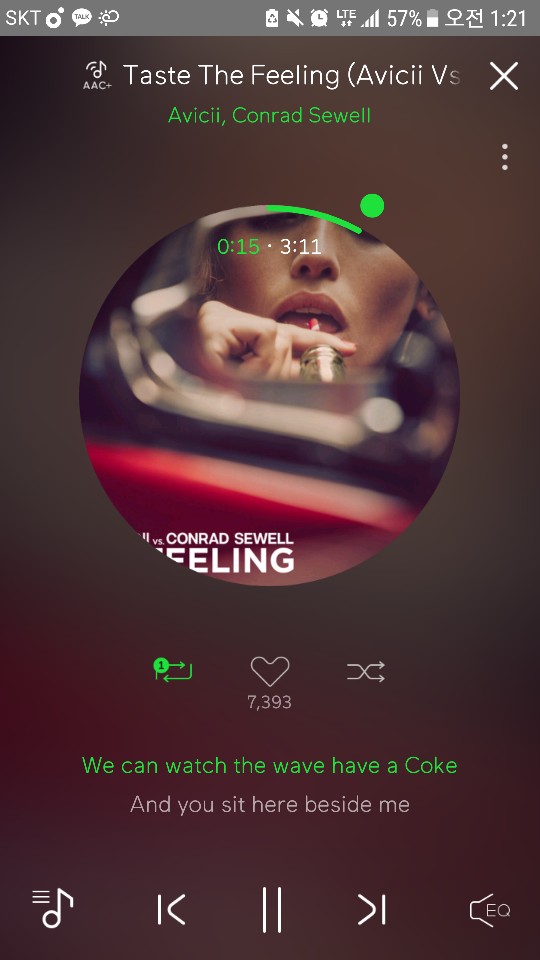 SKT TALK LTE 57% 오전 1:21
AAC+ Taste The Feeling (Avicii Vs
Avicii, Conrad Sewell
0:15 · 3:11
vs. CONRAD SEWELL
FEELING
1
7,393
We can watch the wave have a Coke
And you sit here beside me
EQ